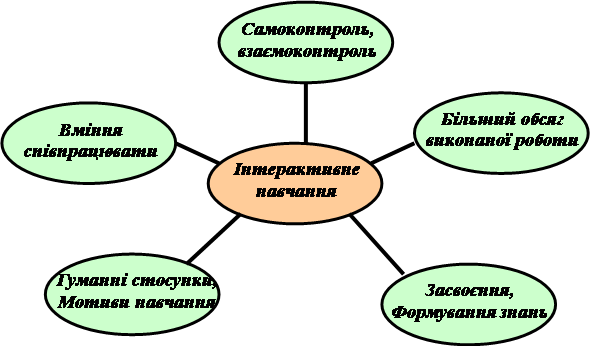 Самоконтроль,
взаємоконтроль
Більший обсяг
виконаної роботи
Вміння
співпрацювати
Інтерактивне
навчання
Гуманні стосунки,
Мотиви навчання
Засвоєння,
Формування знань